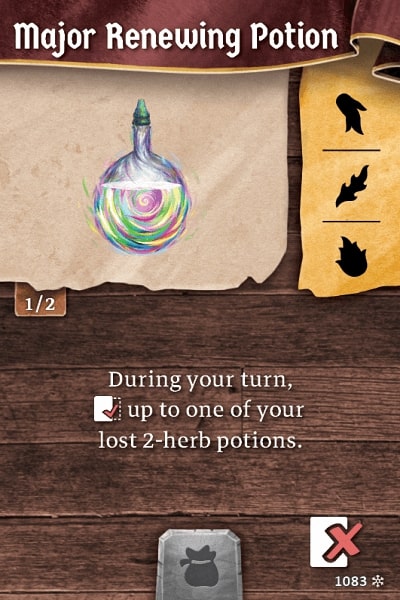 Major Renewing Potion
1/2
During your turn,
up to one of your
lost 2-herb potions.
1083